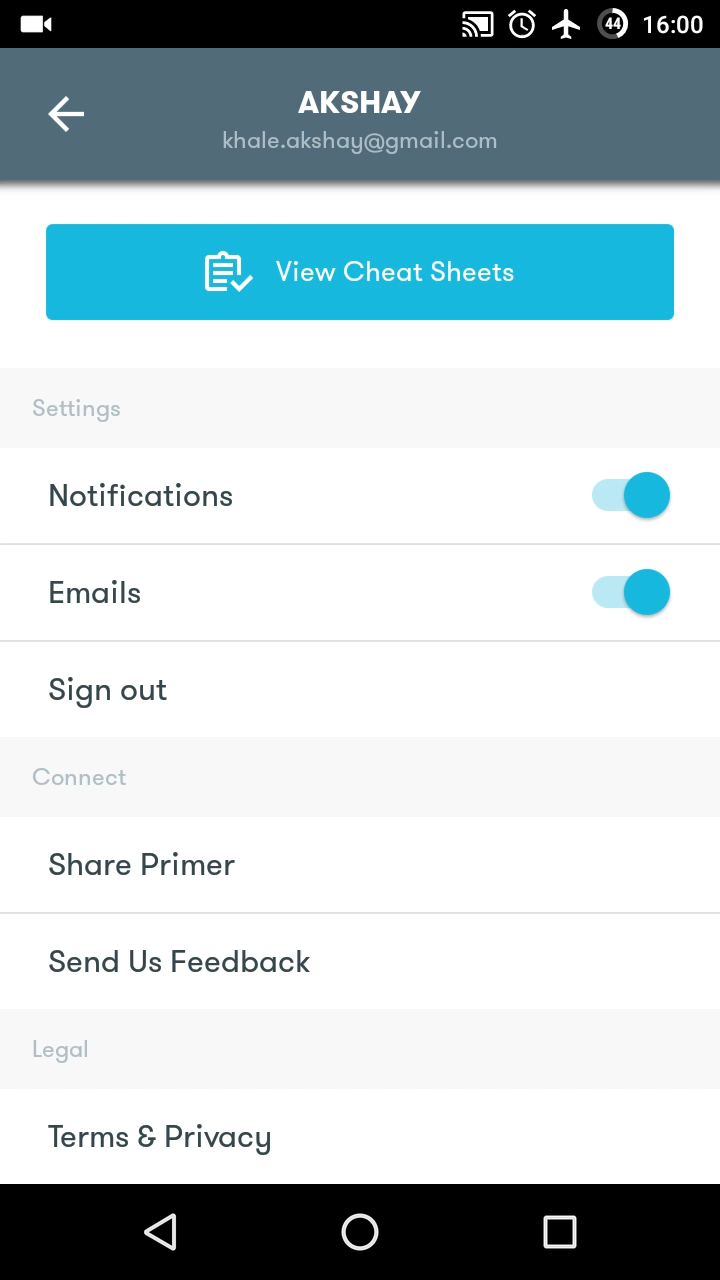 44 16:00
AKSHAY
khale.akshay@gmail.com
View Cheat Sheets
Settings
Notifications
Emails
Sign out
Connect
Share Primer
Send Us Feedback
Legal
Terms & Privacy